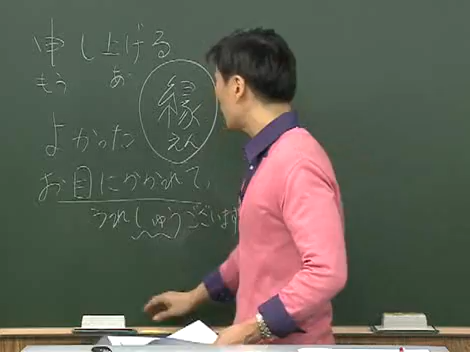 申し上げる
もう あ
縁
えん
よかった
お目にかかれて、
うれしゅうございます